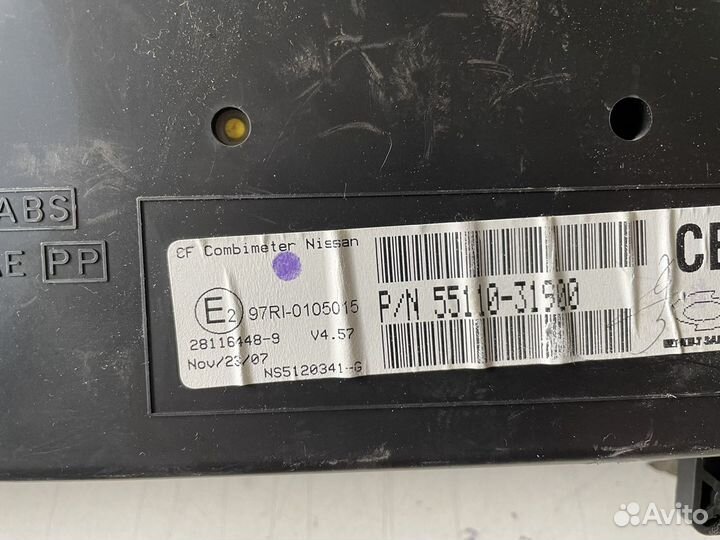 ABS
PP
CF Combimeter Nissan
E2 97RI-0105015
28116448-9 V4.57
Nov/23/07
NS5120341-G
P/N 55110-31900
CE
Avito